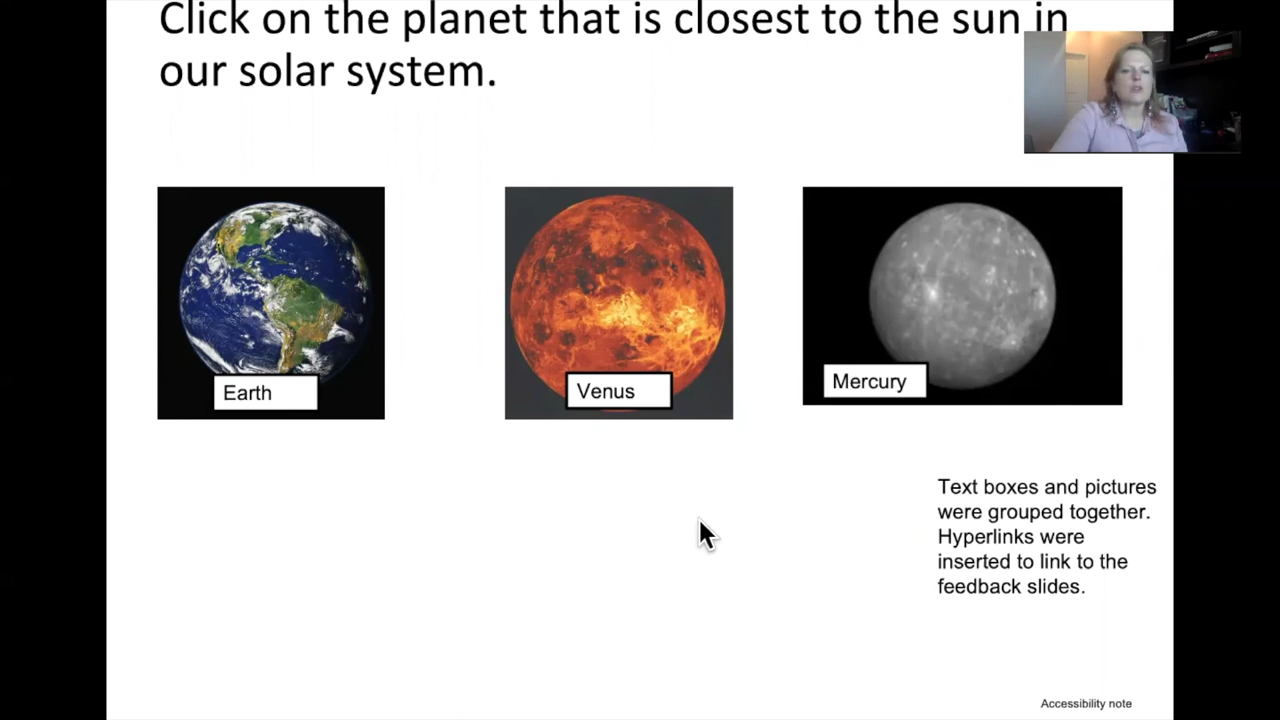 Click on the planet that is closest to the sun in
our solar system.
Earth
Venus
Mercury
Text boxes and pictures
were grouped together.
Hyperlinks were
inserted to link to the
feedback slides.
Accessibility note